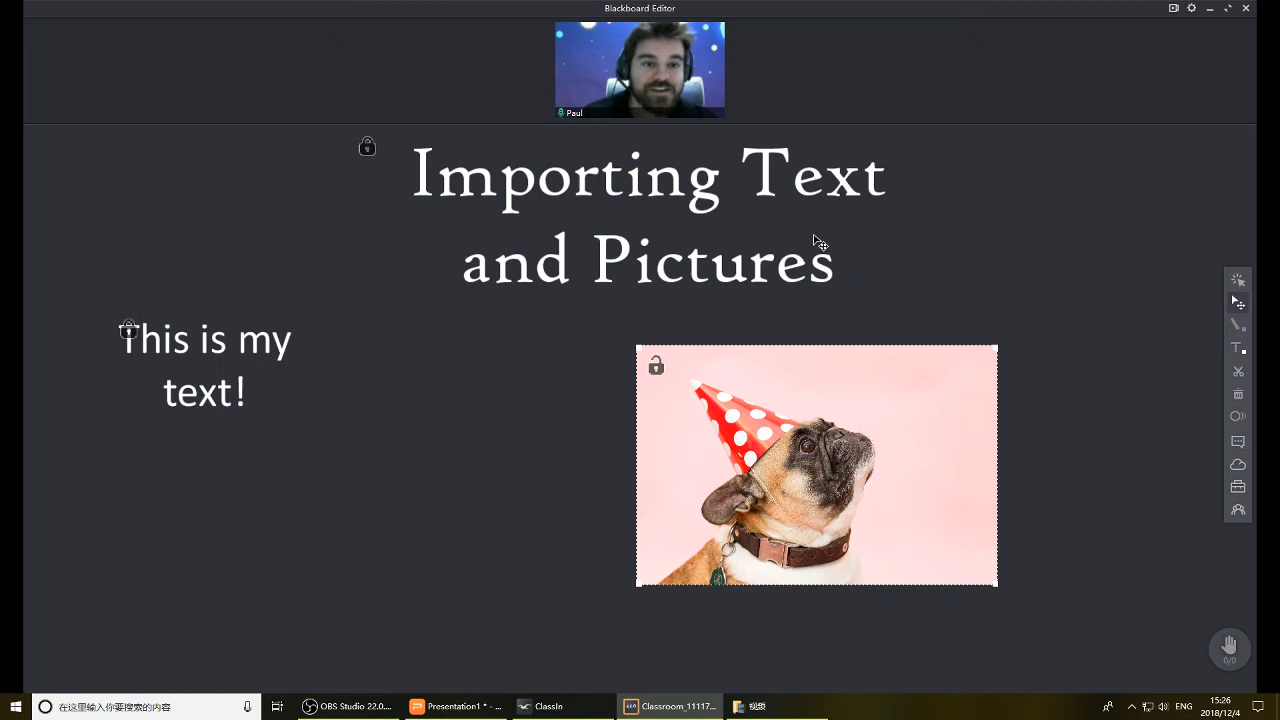 Blackboard Editor
Paul
Importing Text
and Pictures
This is my
text!
0/0
在这里输入你要搜索的内容
OBS Studio 22.0....
Presentation1 * - ...
ClassIn
Classroom_11117...
视频
ENG
15:26
2018/12/4